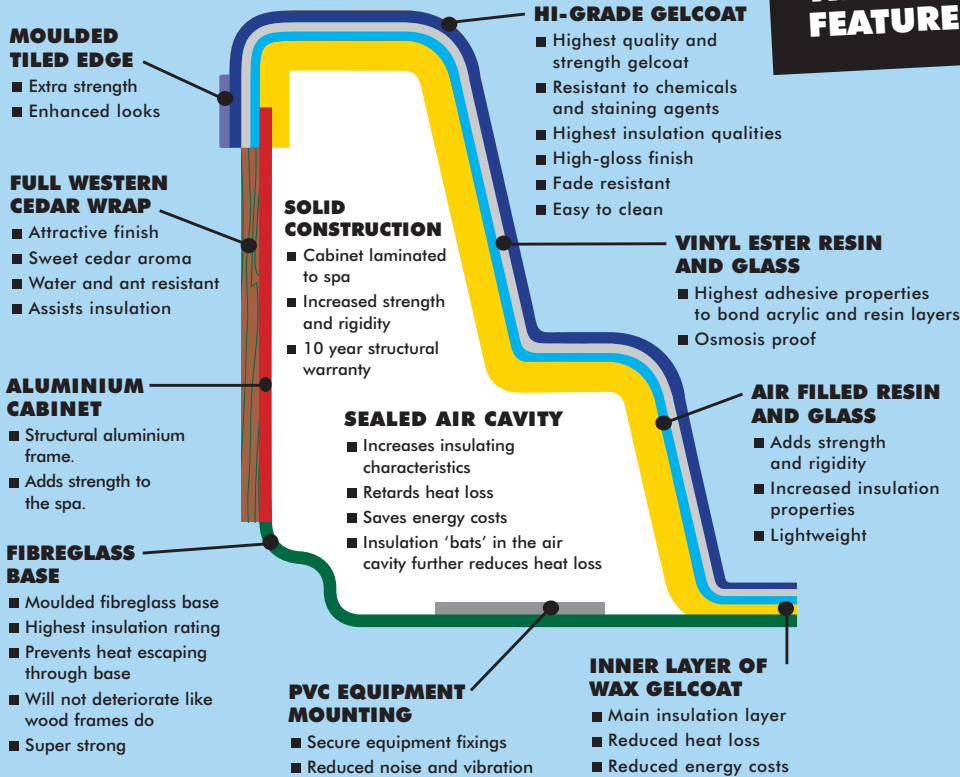 FEATURE
MOULDED
TILED EDGE
■ Extra strength
■ Enhanced looks
FULL WESTERN
CEDAR WRAP
■ Attractive finish
■ Sweet cedar aroma
■ Water and ant resistant
■ Assists insulation
ALUMINIUM
CABINET
■ Structural aluminium
frame.
■ Adds strength to
the spa.
FIBREGLASS
BASE
■ Moulded fibreglass base
■ Highest insulation rating
■ Prevents heat escaping
through base
■ Will not deteriorate like
wood frames do
■ Super strong
SOLID
CONSTRUCTION
■ Cabinet laminated
to spa
■ Increased strength
and rigidity
■ 10 year structural
warranty
SEALED AIR CAVITY
■ Increases insulating
characteristics
■ Retards heat loss
■ Saves energy costs
■ Insulation ‘bats’ in the air
cavity further reduces heat loss
PVC EQUIPMENT
MOUNTING
■ Secure equipment fixings
■ Reduced noise and vibration
HI-GRADE GELCOAT
■ Highest quality and
strength gelcoat
■ Resistant to chemicals
and staining agents
■ Highest insulation qualities
■ High-gloss finish
■ Fade resistant
■ Easy to clean
VINYL ESTER RESIN
AND GLASS
■ Highest adhesive properties
to bond acrylic and resin layers
■ Osmosis proof
AIR FILLED RESIN
AND GLASS
■ Adds strength
and rigidity
■ Increased insulation
properties
■ Lightweight
INNER LAYER OF
WAX GELCOAT
■ Main insulation layer
■ Reduced heat loss
■ Reduced energy costs